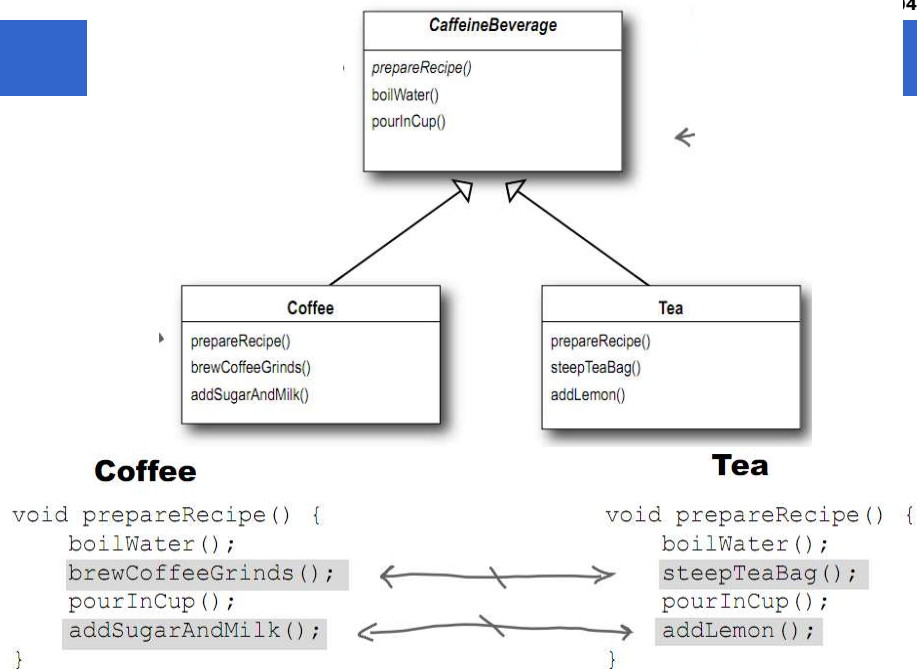 04
CaffeineBeverage
prepareRecipe()
boilWater()
pourInCup()
Coffee
prepareRecipe()
brewCoffeeGrinds()
addSugarAndMilk()
Tea
prepareRecipe()
steepTeaBag()
addLemon()
Coffee
void prepareRecipe() {
boilWater();
brewCoffeeGrinds();
pourInCup();
addSugarAndMilk();
}
Tea
void prepareRecipe() {
boilWater();
steepTeaBag();
pourInCup();
addLemon();
}